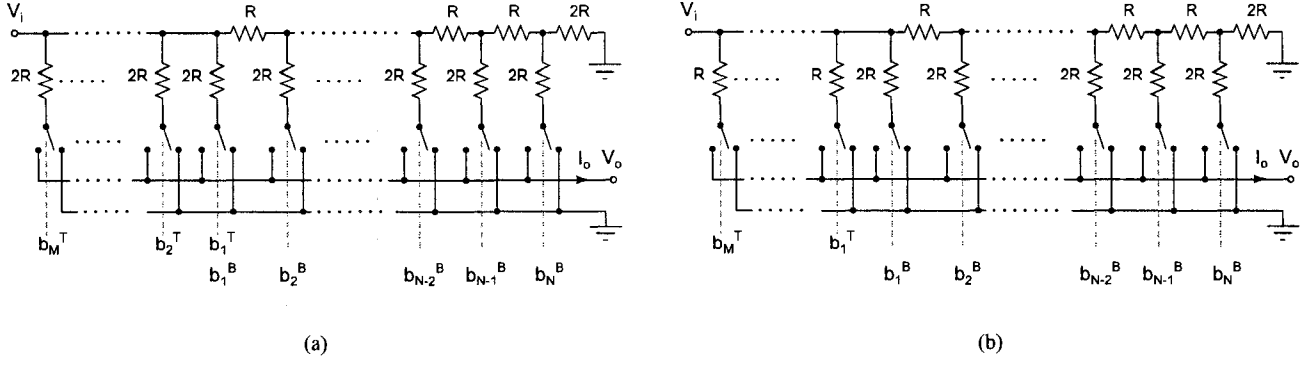 Vi R R R 2R
2R 2R 2R 2R 2R 2R 2R
Io Vo
bM^T b2^T b1^T
b1^B b2^B bN-2^B bN-1^B bN^B
(a)
Vi R R R 2R
R R 2R 2R 2R 2R 2R
Io Vo
bM^T b1^T
b1^B b2^B bN-2^B bN-1^B bN^B
(b)